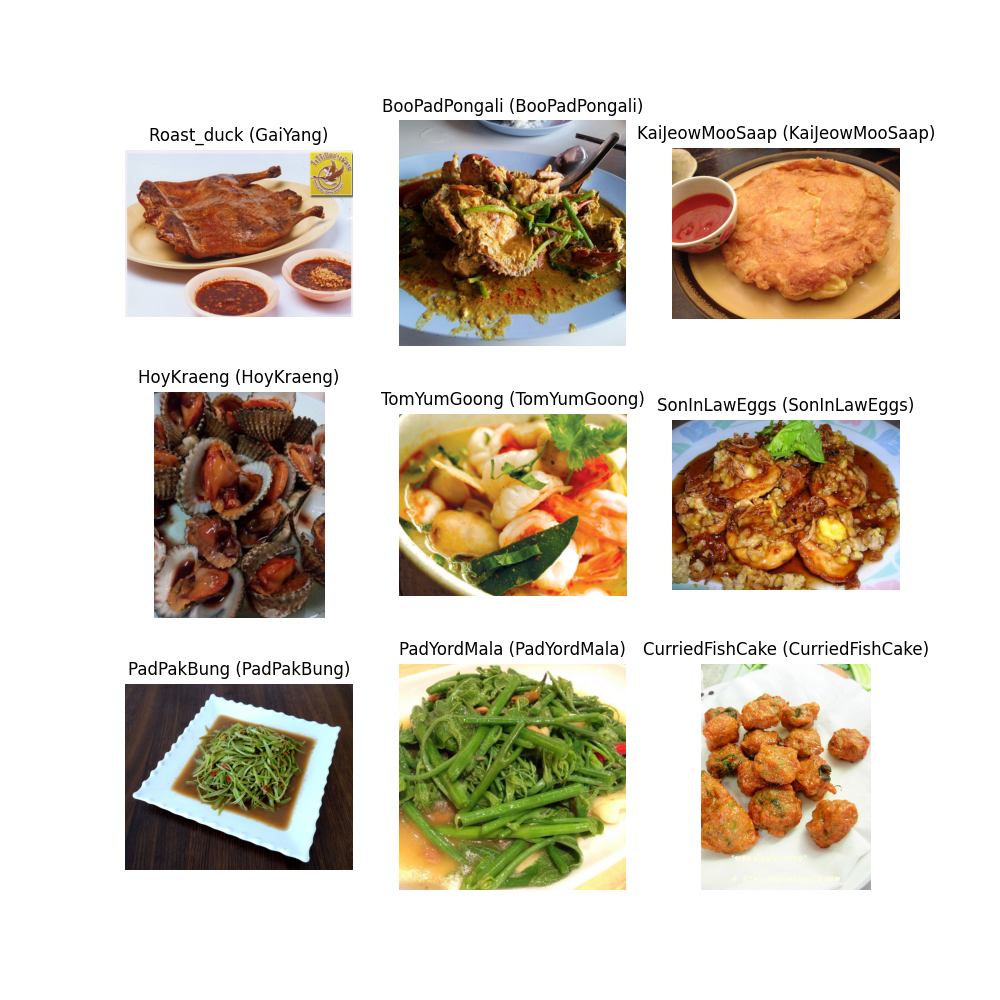 BooPadPongali (BooPadPongali)
Roast_duck (GaiYang)
KaiJeowMooSaap (KaiJeowMooSaap)
HoyKraeng (HoyKraeng)
TomYumGoong (TomYumGoong)
SonInLawEggs (SonInLawEggs)
PadPakBung (PadPakBung)
PadYordMala (PadYordMala)
CurriedFishCake (CurriedFishCake)